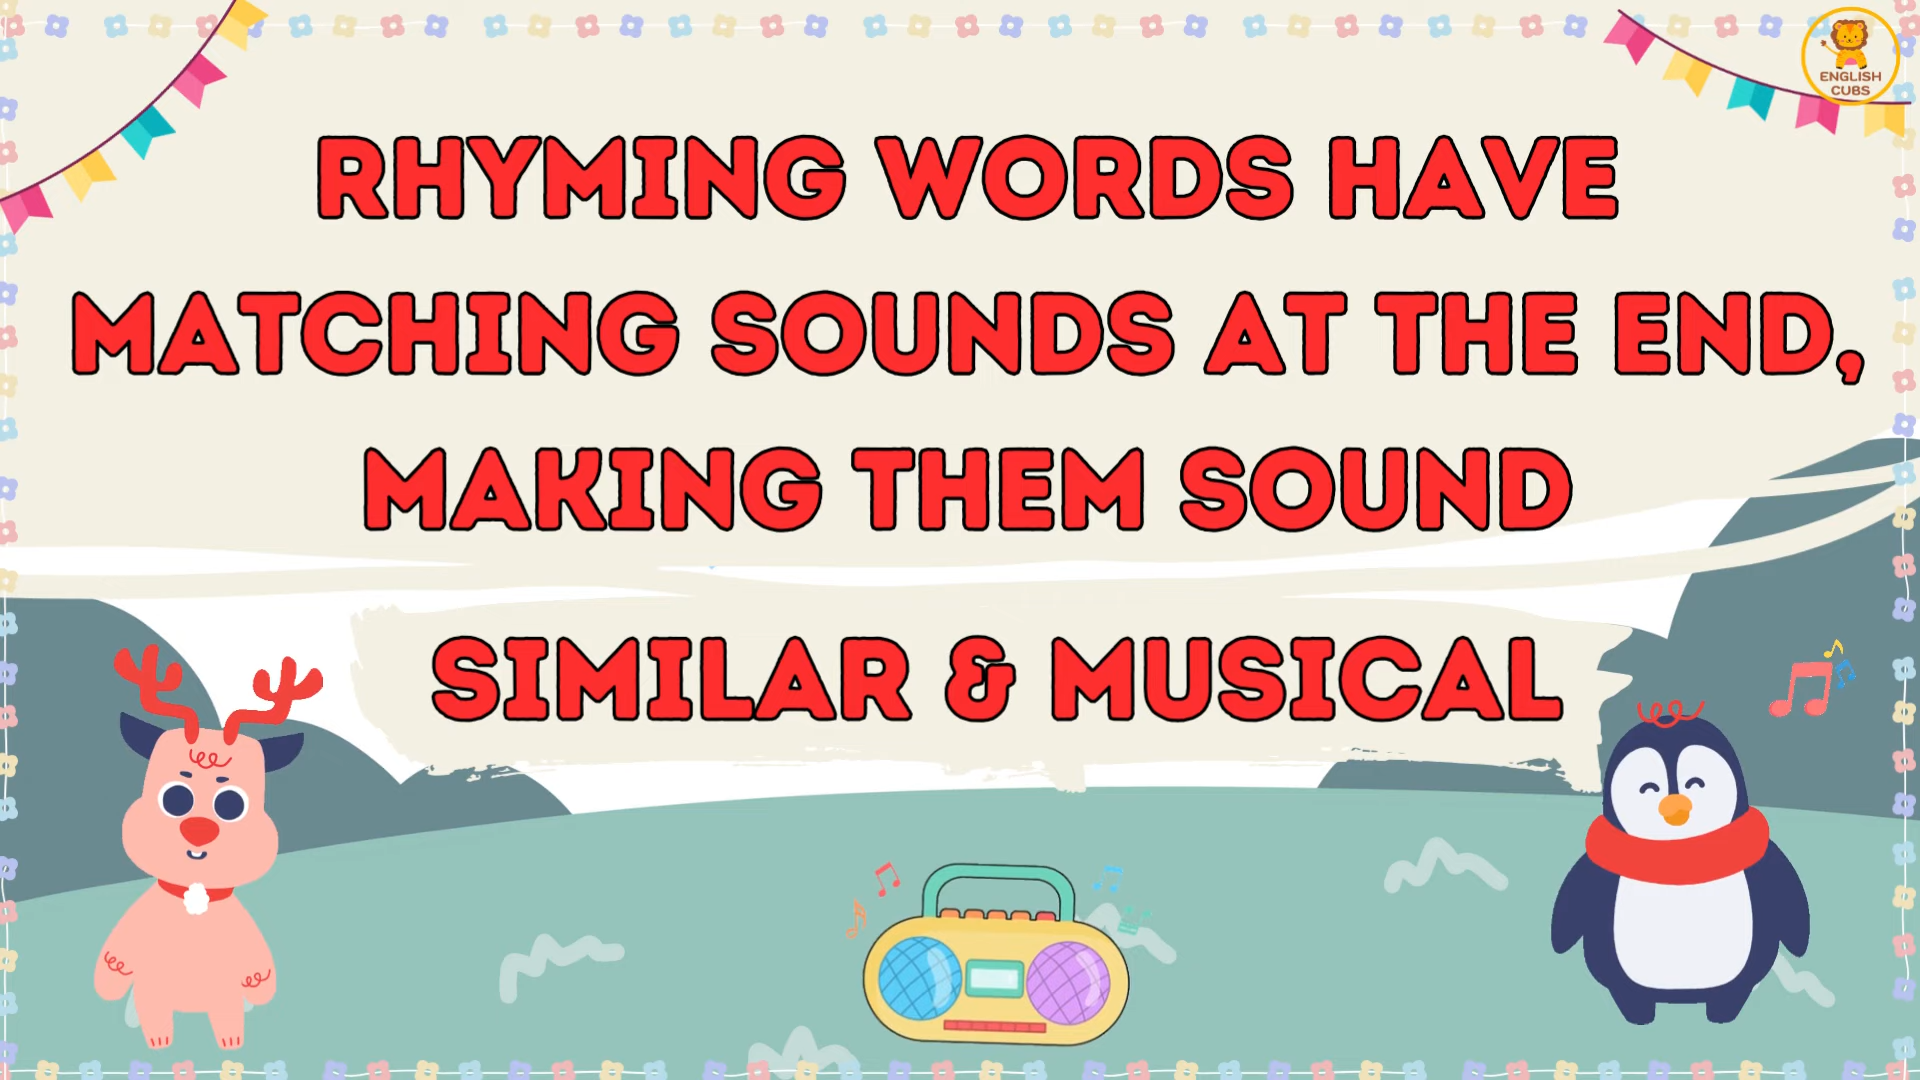 ENGLISH
CUBS
RHYMING WORDS HAVE
MATCHING SOUNDS AT THE END,
MAKING THEM SOUND
SIMILAR & MUSICAL